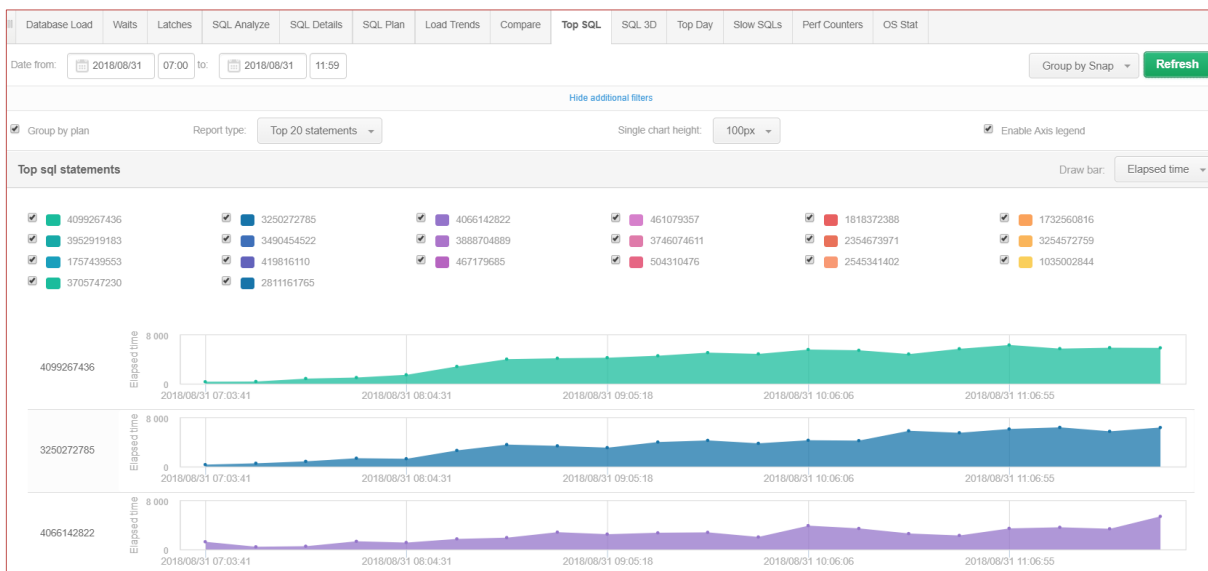 Database Load Waits Latches SQL Analyze SQL Details SQL Plan Load Trends Compare Top SQL SQL 3D Top Day Slow SQLs Perf Counters OS Stat
Date from: 2018/08/31 07:00 to: 2018/08/31 11:59 Group by Snap Refresh
Hide additional filters
Group by plan Report type: Top 20 statements Single chart height: 100px Enable Axis legend
Top sql statements Draw bar: Elapsed time
4099267436 3250272785 4066142822 461079357 1818372388 1732560816
3952919183 3490454522 3888704889 3746074611 2354673971 3254572759
1757439553 419816110 467179685 504310476 2545341402 1035002844
3705747230 2811161765
4099267436 Elapsed time 8 000 0
2018/08/31 07:03:41 2018/08/31 08:04:31 2018/08/31 09:05:18 2018/08/31 10:06:06 2018/08/31 11:06:55
3250272785 Elapsed time 8 000 0
2018/08/31 07:03:41 2018/08/31 08:04:31 2018/08/31 09:05:18 2018/08/31 10:06:06 2018/08/31 11:06:55
4066142822 Elapsed time 8 000 0
2018/08/31 07:03:41 2018/08/31 08:04:31 2018/08/31 09:05:18 2018/08/31 10:06:06 2018/08/31 11:06:55